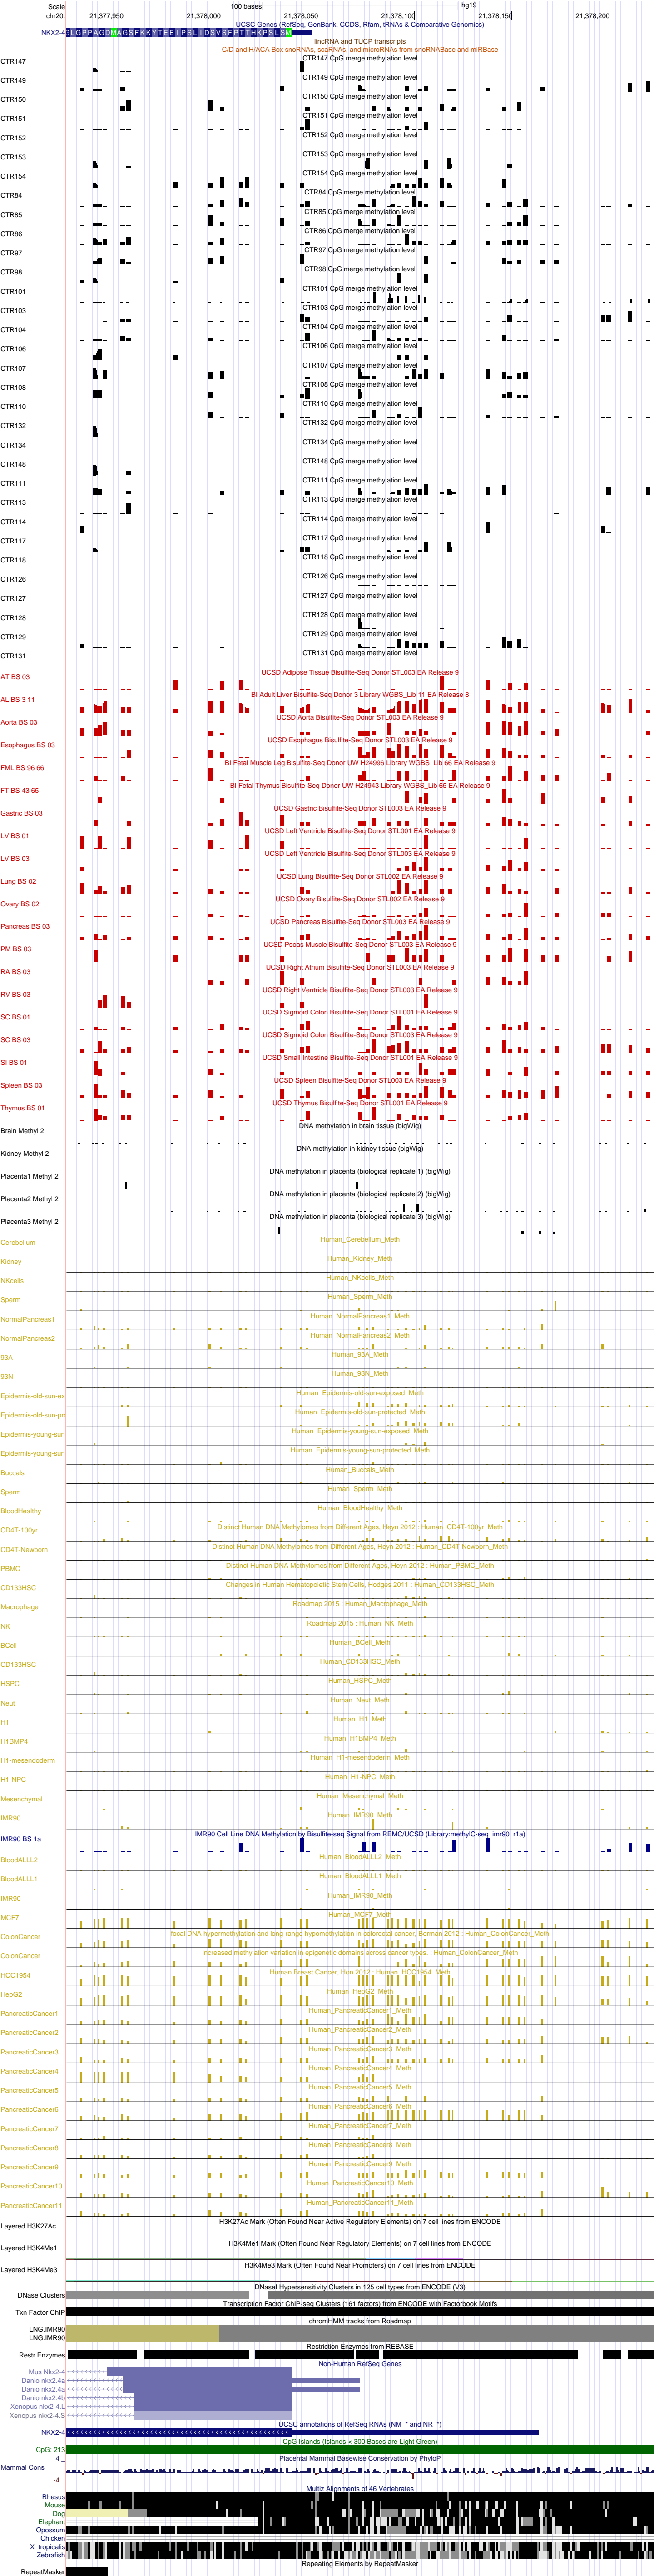 Scale 100 bases hg19
chr20: 21,377,950 21,378,000 21,378,050 21,378,100 21,378,150 21,378,200
UCSC Genes (RefSeq, GenBank, CCDS, Rfam, tRNAs & Comparative Genomics)
NKX2-4
lincRNA and TUCP transcripts
C/D and H/ACA Box snoRNAs, scaRNAs, and microRNAs from snoRNABase and miRBase
CTR147 CpG merge methylation level
CTR147
CTR149 CpG merge methylation level
CTR149
CTR150 CpG merge methylation level
CTR150
CTR151 CpG merge methylation level
CTR151
CTR152 CpG merge methylation level
CTR152
CTR153 CpG merge methylation level
CTR153
CTR154 CpG merge methylation level
CTR154
CTR84 CpG merge methylation level
CTR84
CTR85 CpG merge methylation level
CTR85
CTR86 CpG merge methylation level
CTR86
CTR97 CpG merge methylation level
CTR97
CTR98 CpG merge methylation level
CTR98
CTR101 CpG merge methylation level
CTR101
CTR103 CpG merge methylation level
CTR103
CTR104 CpG merge methylation level
CTR104
CTR106 CpG merge methylation level
CTR106
CTR107 CpG merge methylation level
CTR107
CTR108 CpG merge methylation level
CTR108
CTR110 CpG merge methylation level
CTR110
CTR132 CpG merge methylation level
CTR132
CTR134 CpG merge methylation level
CTR134
CTR148 CpG merge methylation level
CTR148
CTR111 CpG merge methylation level
CTR111
CTR113 CpG merge methylation level
CTR113
CTR114 CpG merge methylation level
CTR114
CTR117 CpG merge methylation level
CTR117
CTR118 CpG merge methylation level
CTR118
CTR126 CpG merge methylation level
CTR126
CTR127 CpG merge methylation level
CTR127
CTR128 CpG merge methylation level
CTR128
CTR129 CpG merge methylation level
CTR129
CTR131 CpG merge methylation level
CTR131
UCSD Adipose Tissue Bisulfite-Seq Donor STL003 EA Release 9
AT BS 03
BI Adult Liver Bisulfite-Seq Donor 3 Library WGBS_Lib 11 EA Release 8
AL BS 3 11
UCSD Aorta Bisulfite-Seq Donor STL003 EA Release 9
Aorta BS 03
UCSD Esophagus Bisulfite-Seq Donor STL003 EA Release 9
Esophagus BS 03
BI Fetal Muscle Leg Bisulfite-Seq Donor UW H24996 Library WGBS_Lib 66 EA Release 9
FML BS 96 66
BI Fetal Thymus Bisulfite-Seq Donor UW H24943 Library WGBS_Lib 65 EA Release 9
FT BS 43 65
UCSD Gastric Bisulfite-Seq Donor STL003 EA Release 9
Gastric BS 03
UCSD Left Ventricle Bisulfite-Seq Donor STL001 EA Release 9
LV BS 01
UCSD Left Ventricle Bisulfite-Seq Donor STL003 EA Release 9
LV BS 03
UCSD Lung Bisulfite-Seq Donor STL002 EA Release 9
Lung BS 02
UCSD Ovary Bisulfite-Seq Donor STL002 EA Release 9
Ovary BS 02
UCSD Pancreas Bisulfite-Seq Donor STL003 EA Release 9
Pancreas BS 03
UCSD Psoas Muscle Bisulfite-Seq Donor STL003 EA Release 9
PM BS 03
UCSD Right Atrium Bisulfite-Seq Donor STL003 EA Release 9
RA BS 03
UCSD Right Ventricle Bisulfite-Seq Donor STL003 EA Release 9
RV BS 03
UCSD Sigmoid Colon Bisulfite-Seq Donor STL001 EA Release 9
SC BS 01
UCSD Sigmoid Colon Bisulfite-Seq Donor STL003 EA Release 9
SC BS 03
UCSD Small Intestine Bisulfite-Seq Donor STL001 EA Release 9
SI BS 01
UCSD Spleen Bisulfite-Seq Donor STL003 EA Release 9
Spleen BS 03
UCSD Thymus Bisulfite-Seq Donor STL001 EA Release 9
Thymus BS 01
DNA methylation in brain tissue (bigWig)
Brain Methyl 2
DNA methylation in kidney tissue (bigWig)
Kidney Methyl 2
DNA methylation in placenta (biological replicate 1) (bigWig)
Placenta1 Methyl 2
DNA methylation in placenta (biological replicate 2) (bigWig)
Placenta2 Methyl 2
DNA methylation in placenta (biological replicate 3) (bigWig)
Placenta3 Methyl 2
Human_Cerebellum_Meth
Cerebellum
Human_Kidney_Meth
Kidney
Human_NKcells_Meth
NKcells
Human_Sperm_Meth
Sperm
Human_NormalPancreas1_Meth
NormalPancreas1
Human_NormalPancreas2_Meth
NormalPancreas2
Human_93A_Meth
93A
Human_93N_Meth
93N
Human_Epidermis-old-sun-exposed_Meth
Epidermis-old-sun-ex
Human_Epidermis-old-sun-protected_Meth
Epidermis-old-sun-pn
Human_Epidermis-young-sun-exposed_Meth
Epidermis-young-sun
Human_Epidermis-young-sun-protected_Meth
Epidermis-young-sun
Human_Buccals_Meth
Buccals
Human_Sperm_Meth
Sperm
Human_BloodHealthy_Meth
BloodHealthy
Distinct Human DNA Methylomes from Different Ages, Heyn 2012 : Human_CD4T-100yr_Meth
CD4T-100yr
Distinct Human DNA Methylomes from Different Ages, Heyn 2012 : Human_CD4T-Newborn_Meth
CD4T-Newborn
Distinct Human DNA Methylomes from Different Ages, Heyn 2012 : Human_PBMC_Meth
PBMC
Changes in Human Hematopoietic Stem Cells, Hodges 2011 : Human_CD133HSC_Meth
CD133HSC
Roadmap 2015 : Human_Macrophage_Meth
Macrophage
Roadmap 2015 : Human_NK_Meth
NK
Human_BCell_Meth
BCell
Human_CD133HSC_Meth
CD133HSC
Human_HSPC_Meth
HSPC
Human_Neut_Meth
Neut
Human_H1_Meth
H1
Human_H1BMP4_Meth
H1BMP4
Human_H1-mesendoderm_Meth
H1-mesendoderm
Human_H1-NPC_Meth
H1-NPC
Human_Mesenchymal_Meth
Mesenchymal
Human_IMR90_Meth
IMR90
IMR90 Cell Line DNA Methylation by Bisulfite-seq Signal from REMC/UCSD (Library:methylC-seq_imr90_r1a)
IMR90 BS 1a
Human_BloodALLL2_Meth
BloodALLL2
Human_BloodALLL1_Meth
BloodALLL1
Human_IMR90_Meth
IMR90
Human_MCF7_Meth
MCF7
focal DNA hypermethylation and long-range hypomethylation in colorectal cancer, Berman 2012 : Human_ColonCancer_Meth
ColonCancer
Increased methylation variation in epigenetic domains across cancer types. : Human_ColonCancer_Meth
ColonCancer
Human Breast Cancer, Hon 2012 : Human_HCC1954_Meth
HCC1954
Human_HepG2_Meth
HepG2
Human_PancreaticCancer1_Meth
PancreaticCancer1
Human_PancreaticCancer2_Meth
PancreaticCancer2
Human_PancreaticCancer3_Meth
PancreaticCancer3
Human_PancreaticCancer4_Meth
PancreaticCancer4
Human_PancreaticCancer5_Meth
PancreaticCancer5
Human_PancreaticCancer6_Meth
PancreaticCancer6
Human_PancreaticCancer7_Meth
PancreaticCancer7
Human_PancreaticCancer8_Meth
PancreaticCancer8
Human_PancreaticCancer9_Meth
PancreaticCancer9
Human_PancreaticCancer10_Meth
PancreaticCancer10
Human_PancreaticCancer11_Meth
PancreaticCancer11
H3K27Ac Mark (Often Found Near Active Regulatory Elements) on 7 cell lines from ENCODE
Layered H3K27Ac
H3K4Me1 Mark (Often Found Near Regulatory Elements) on 7 cell lines from ENCODE
Layered H3K4Me1
H3K4Me3 Mark (Often Found Near Promoters) on 7 cell lines from ENCODE
Layered H3K4Me3
DNaseI Hypersensitivity Clusters in 125 cell types from ENCODE (V3)
DNase Clusters
Transcription Factor ChIP-seq Clusters (161 factors) from ENCODE with Factorbook Motifs
Txn Factor ChIP
chromHMM tracks from Roadmap
LNG.IMR90
LNG.IMR90
Restriction Enzymes from REBASE
Restr Enzymes
Non-Human RefSeq Genes
Mus Nkx2-4
Danio nkx2.4a
Danio nkx2.4a
Danio nkx2.4b
Xenopus nkx2-4.L
Xenopus nkx2-4.S
UCSC annotations of RefSeq RNAs (NM_* and NR_*)
NKX2-4
CpG Islands (Islands < 300 Bases are Light Green)
CpG: 213
Placental Mammal Basewise Conservation by PhyloP
4 _
Mammal Cons
-4 _
Multiz Alignments of 46 Vertebrates
Rhesus
Mouse
Dog
Elephant
Opossum
Chicken
X_tropicalis
Zebrafish
Repeating Elements by RepeatMasker
RepeatMasker